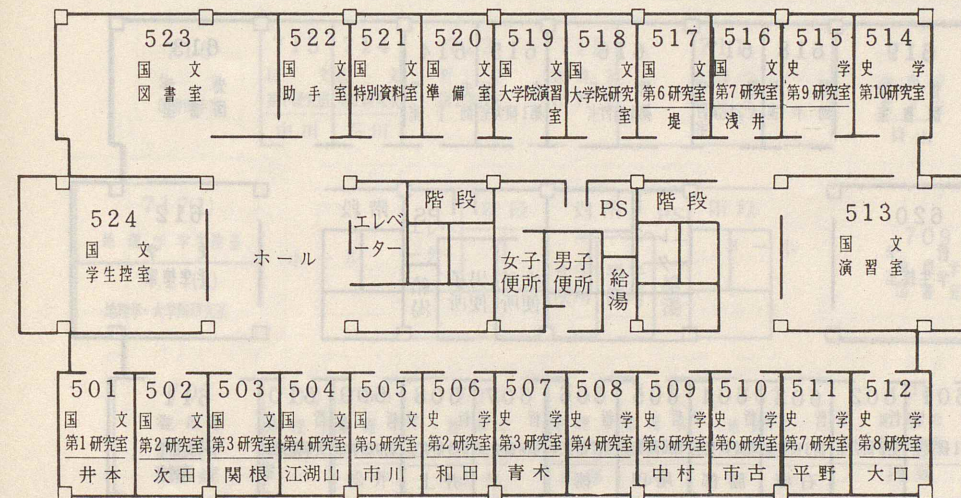 523
国文
図書室
522
国文
助手室
521
国文
特別資料室
520
国文
準備室
519
国文
大学院演習室
518
国文
大学院研究室
517
国文
第6研究室
堤
516
国文
第7研究室
浅井
515
史学
第9研究室
514
史学
第10研究室
524
国文
学生控室
ホール
エレベーター
階段
女子便所
男子便所
PS
給湯
階段
513
国文
演習室
501
国文
第1研究室
井本
502
国文
第2研究室
次田
503
国文
第3研究室
関根
504
国文
第4研究室
江湖山
505
国文
第5研究室
市川
506
史学
第2研究室
和田
507
史学
第3研究室
青木
508
史学
第4研究室
509
史学
第5研究室
中村
510
史学
第6研究室
市古
511
史学
第7研究室
平野
512
史学
第8研究室
大口